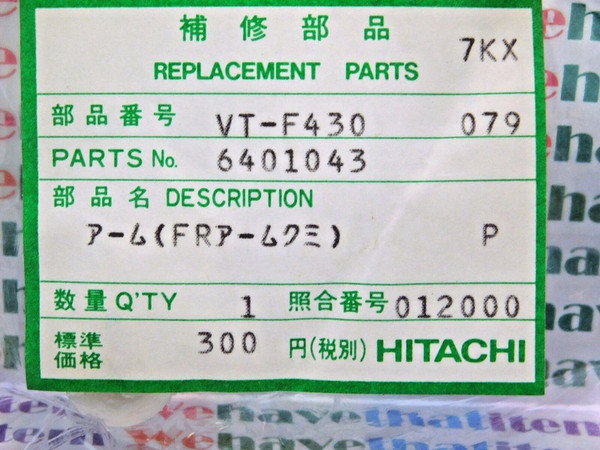 補修部品
7KX
REPLACEMENT PARTS
部品番号 VT-F430 079
PARTS No. 6401043
部品名 DESCRIPTION
アーム(FRアームクミ) P
数量 Q'TY 1 照合番号 012000
標準価格 300 円(税別) HITACHI
wehavethatitem